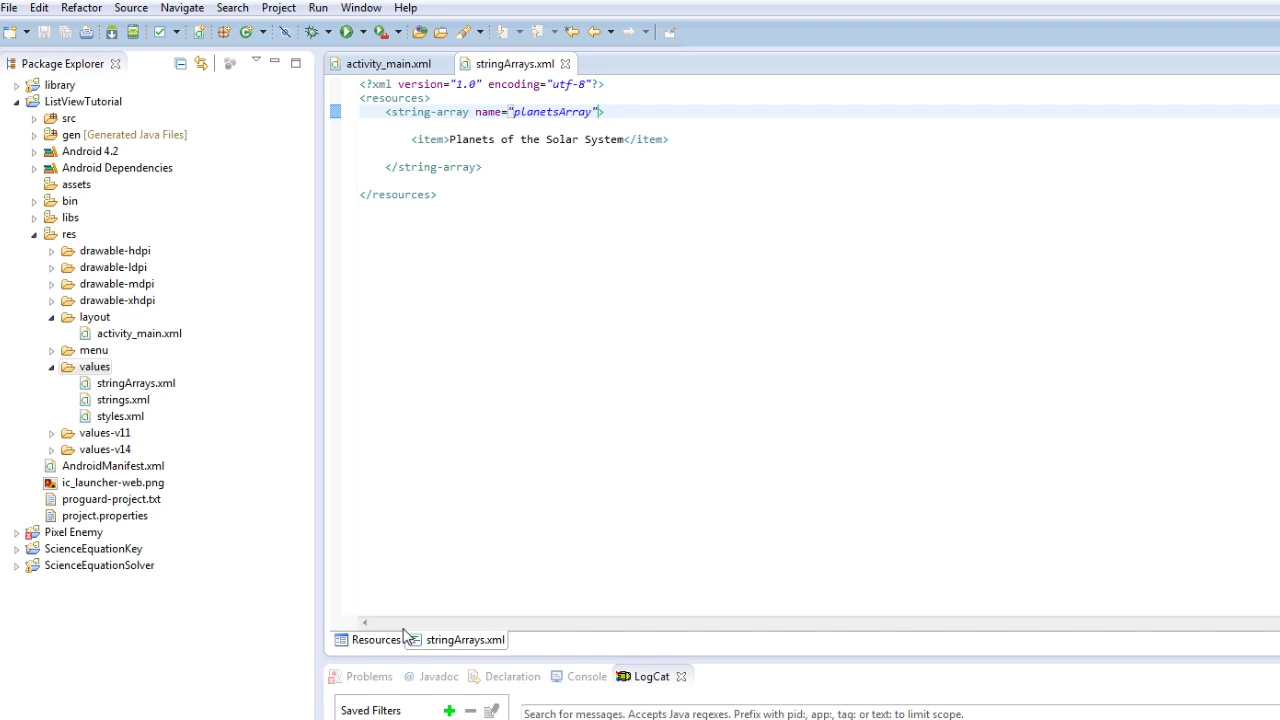 File Edit Refactor Source Navigate Search Project Run Window Help
Package Explorer
library
ListViewTutorial
src
gen [Generated Java Files]
Android 4.2
Android Dependencies
assets
bin
libs
res
drawable-hdpi
drawable-ldpi
drawable-mdpi
drawable-xhdpi
layout
activity_main.xml
menu
values
stringArrays.xml
strings.xml
styles.xml
values-v11
values-v14
AndroidManifest.xml
ic_launcher-web.png
proguard-project.txt
project.properties
Pixel Enemy
ScienceEquationKey
ScienceEquationSolver
activity_main.xml stringArrays.xml
<?xml version="1.0" encoding="utf-8"?>
<resources>
<string-array name="planetsArray">
<item>Planets of the Solar System</item>
</string-array>
</resources>
Resources stringArrays.xml
Problems @ Javadoc Declaration Console LogCat
Saved Filters
Search for messages. Accepts Java regexes. Prefix with pid:, app:, tag: or text: to limit scope.